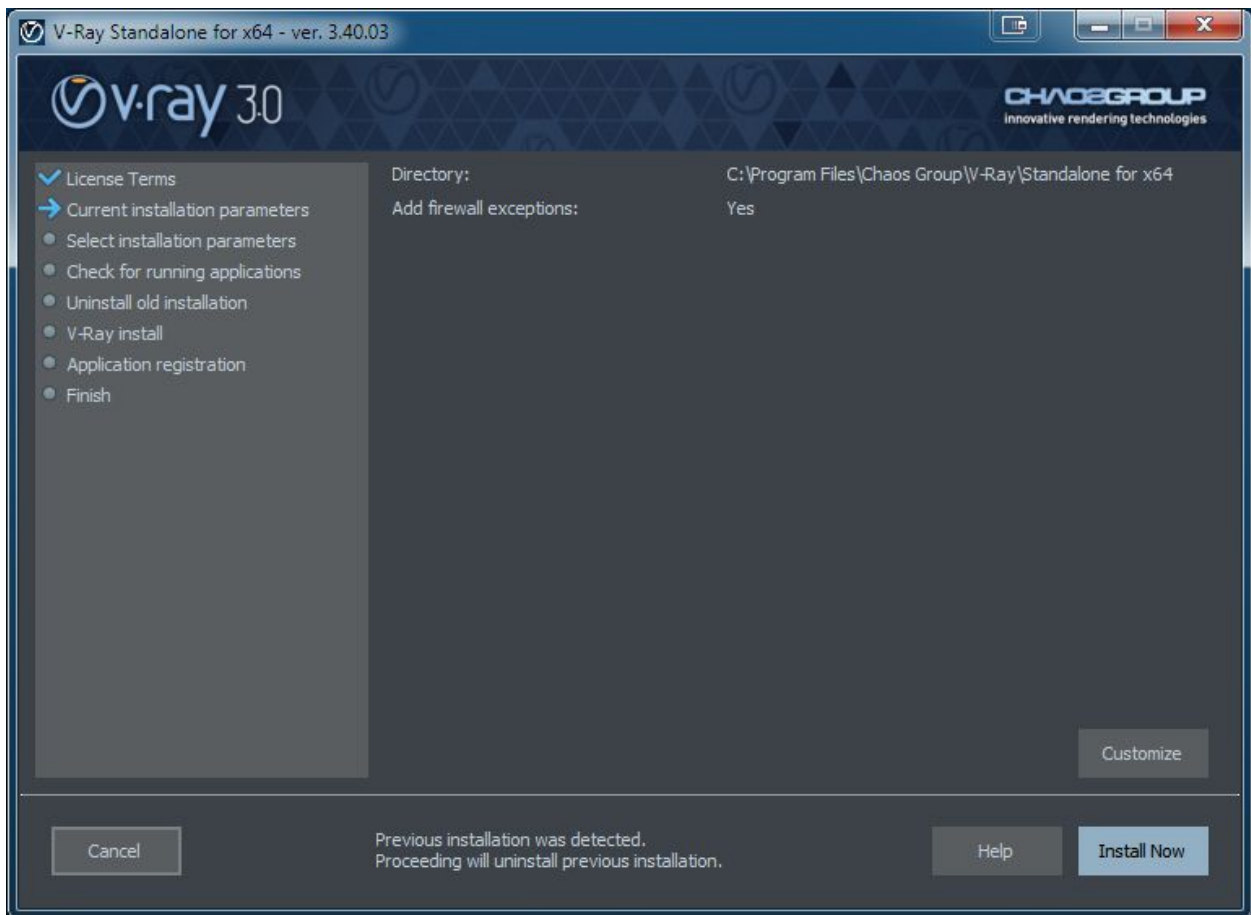 V-Ray Standalone for x64 - ver. 3.40.03
v·ray 3.0
CHAOSGROUP
innovative rendering technologies
License Terms
Current installation parameters
Select installation parameters
Check for running applications
Uninstall old installation
V-Ray install
Application registration
Finish
Directory: C:\Program Files\Chaos Group\V-Ray\Standalone for x64
Add firewall exceptions: Yes
Customize
Cancel
Previous installation was detected.
Proceeding will uninstall previous installation.
Help
Install Now